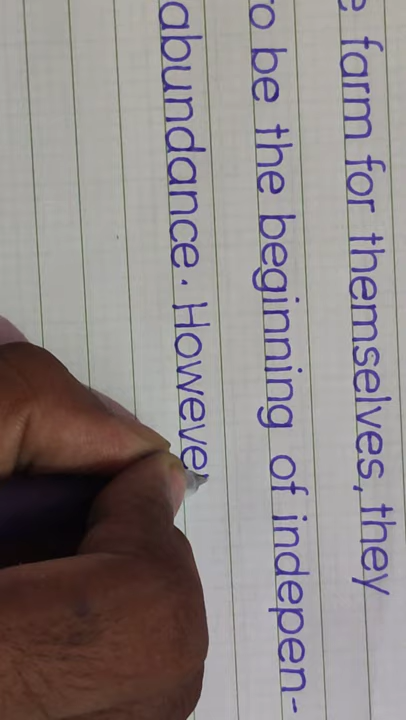 e farm for themselves, they
o be the beginning of indepen-
abundance. Howeve